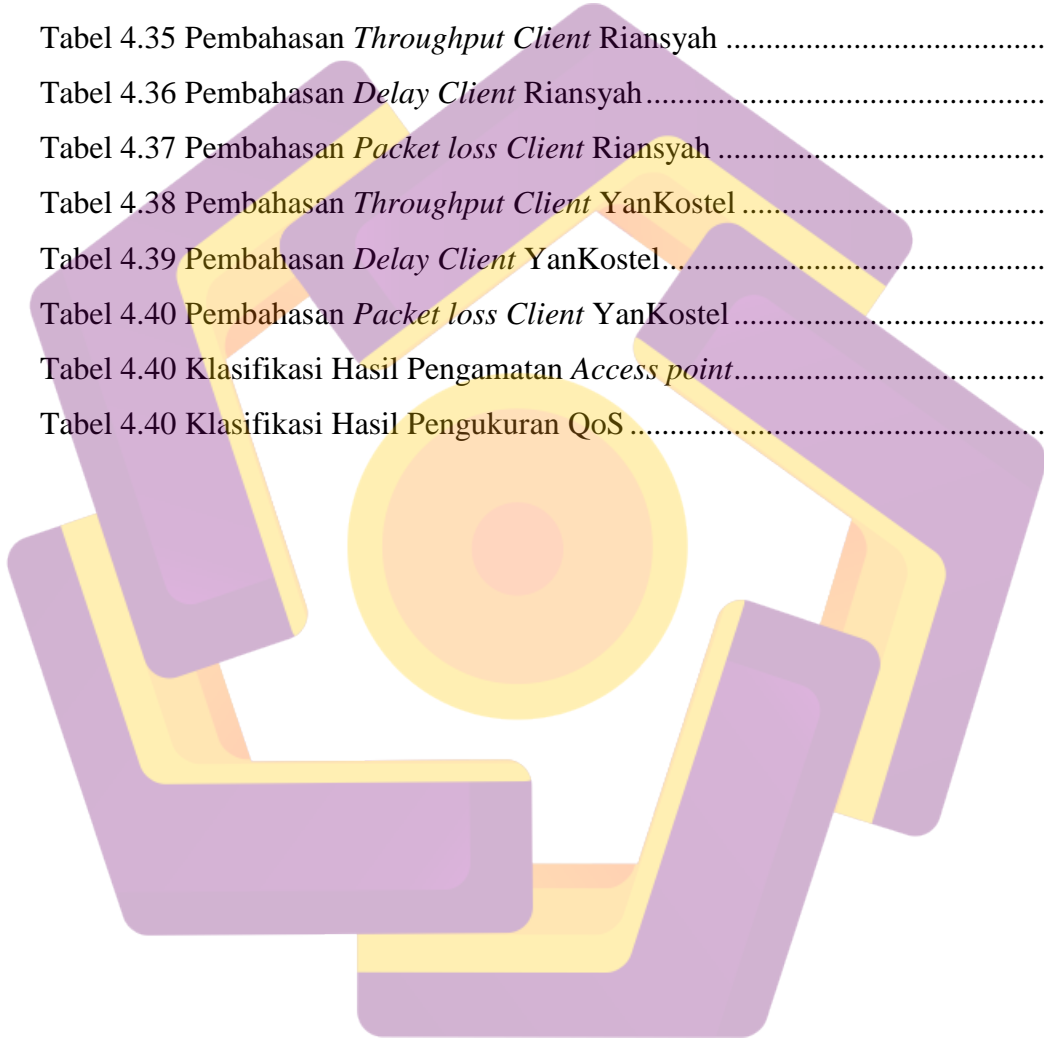 Tabel 4.35 Pembahasan Throughput Client Riansyah ................................................
Tabel 4.36 Pembahasan Delay Client Riansyah............................................................
Tabel 4.37 Pembahasan Packet loss Client Riansyah .................................................
Tabel 4.38 Pembahasan Throughput Client YanKostel ..............................................
Tabel 4.39 Pembahasan Delay Client YanKostel.........................................................
Tabel 4.40 Pembahasan Packet loss Client YanKostel ...............................................
Tabel 4.40 Klasifikasi Hasil Pengamatan Access point...............................................
Tabel 4.40 Klasifikasi Hasil Pengukuran QoS ..............................................................